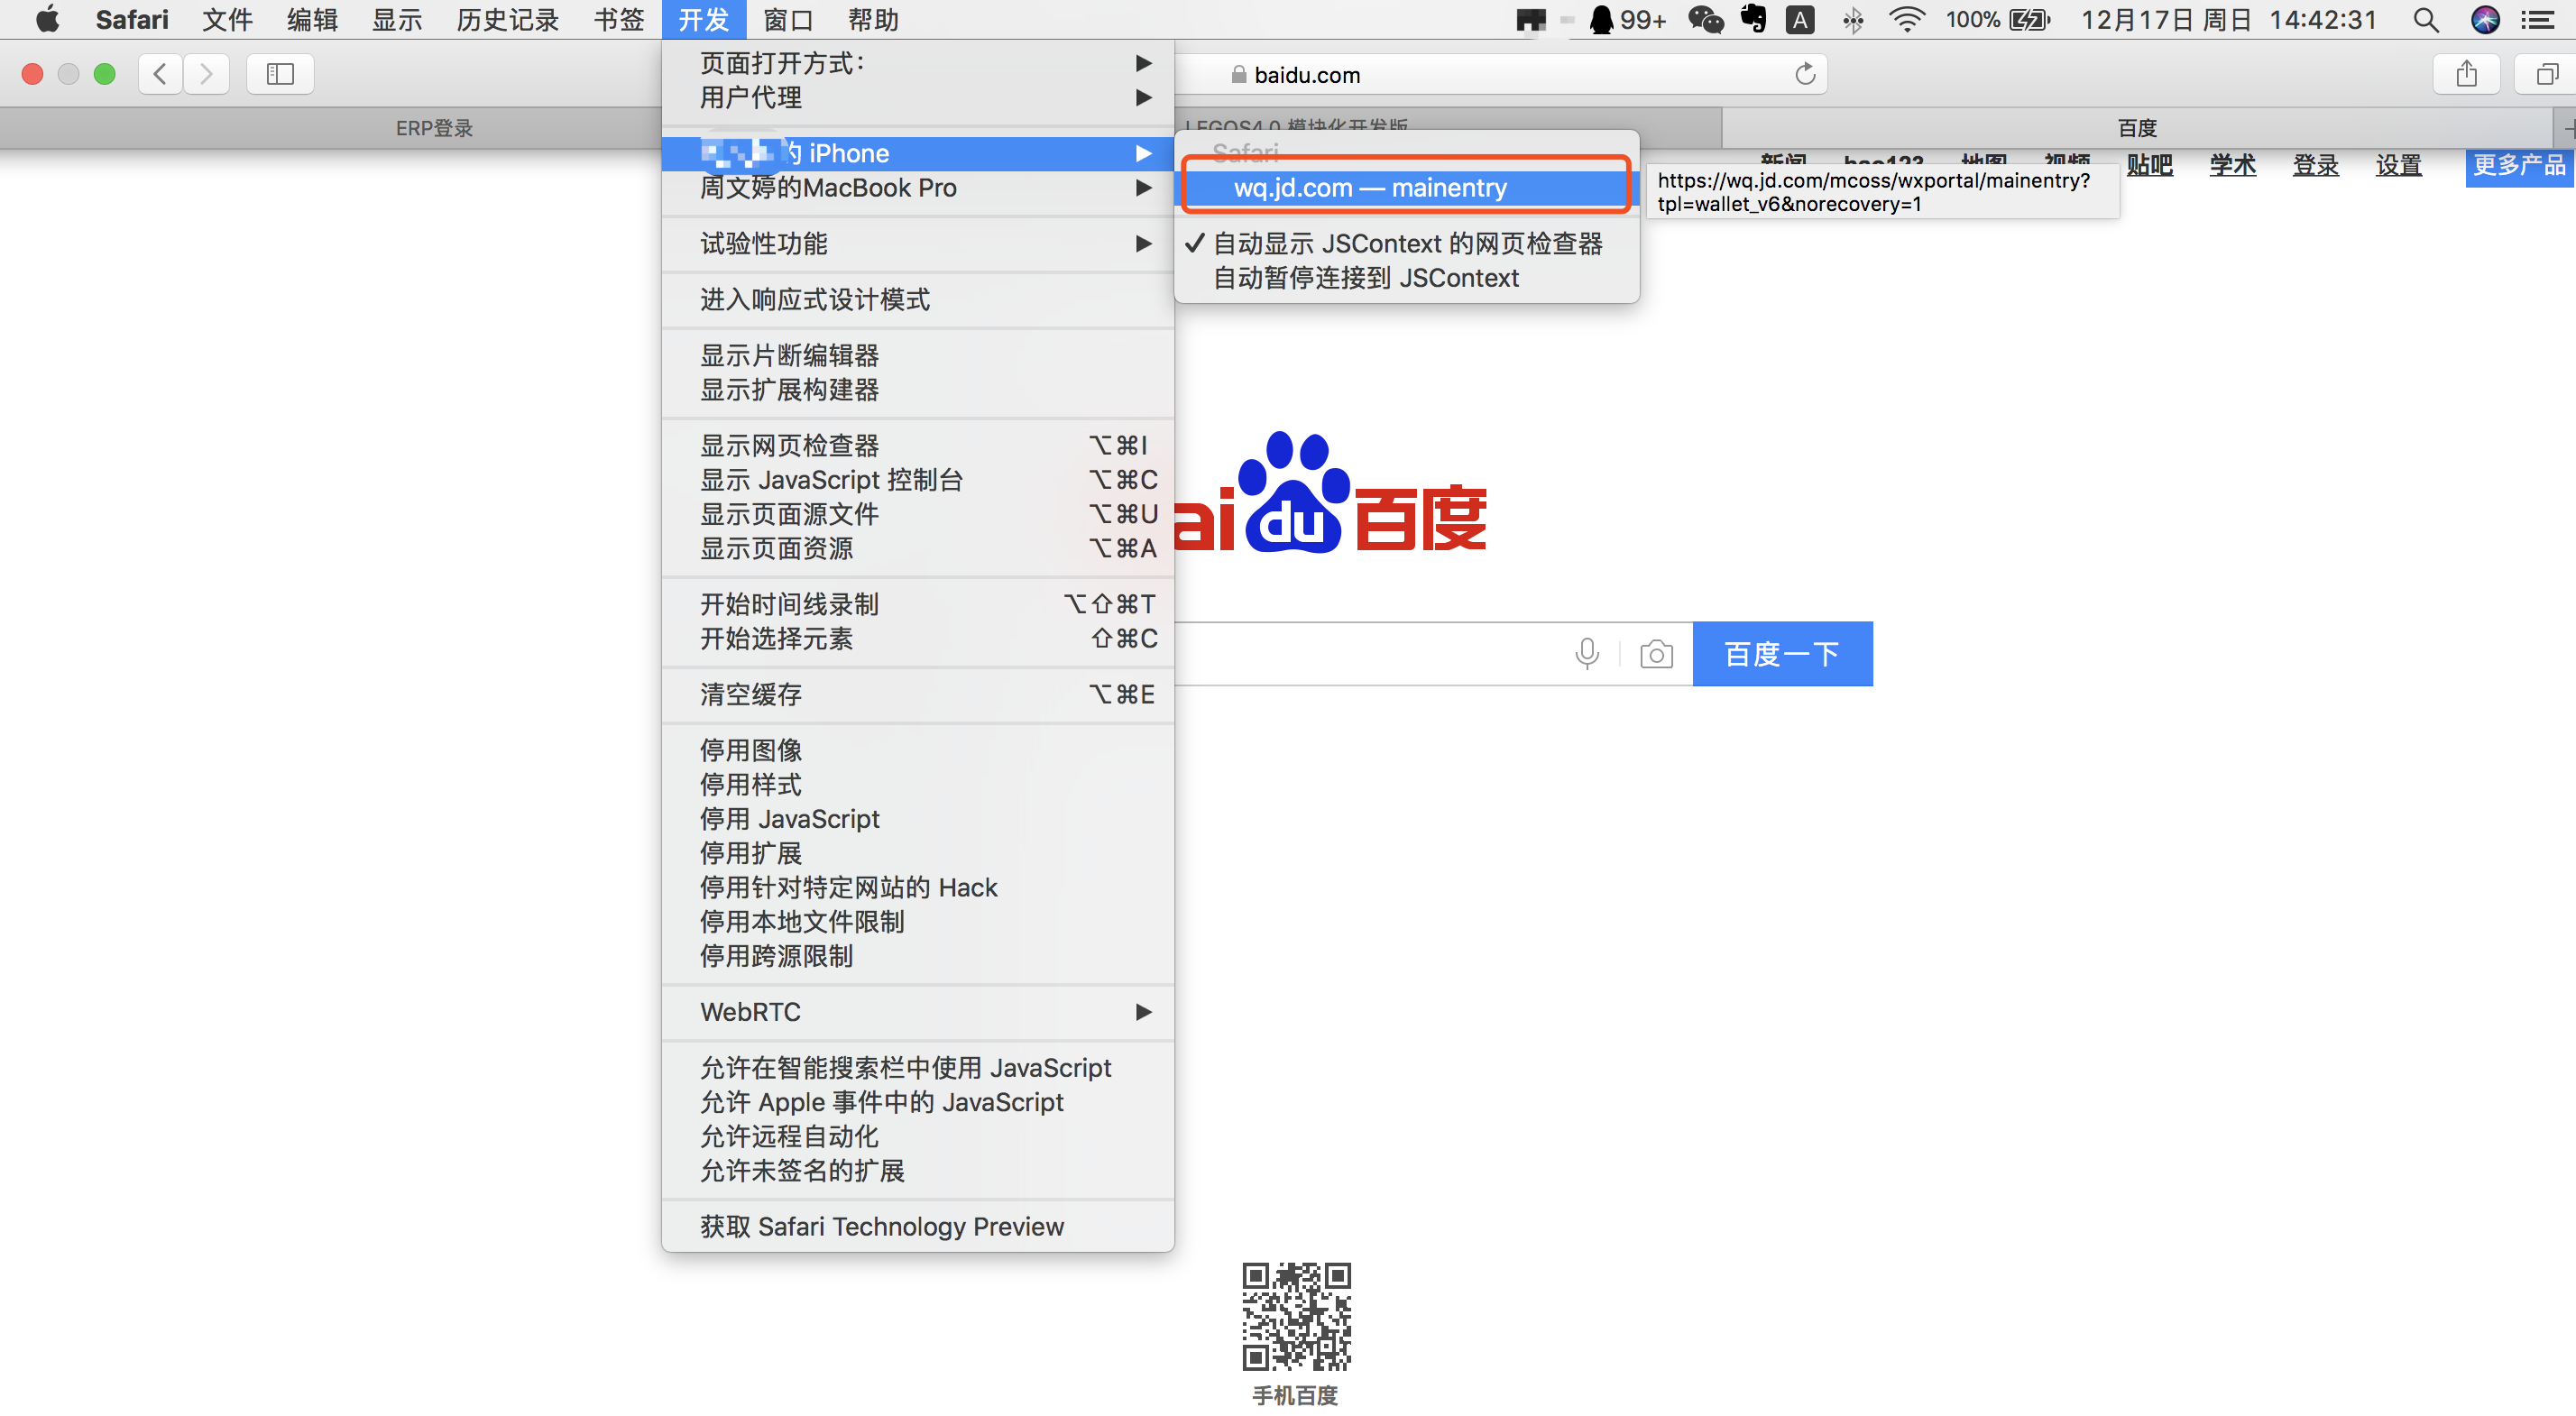 Safari 文件 编辑 显示 历史记录 书签 开发 窗口 帮助 99+ A 100% 12月17日 周日 14:42:31
baidu.com
ERP登录 LEGOS4.0 模块化开发版 百度
页面打开方式：
用户代理
的 iPhone
周文婷的MacBook Pro
试验性功能
进入响应式设计模式
显示片断编辑器
显示扩展构建器
显示网页检查器 ⌥⌘I
显示 JavaScript 控制台 ⌥⌘C
显示页面源文件 ⌥⌘U
显示页面资源 ⌥⌘A
开始时间线录制 ⌥⇧⌘T
开始选择元素 ⇧⌘C
清空缓存 ⌥⌘E
停用图像
停用样式
停用 JavaScript
停用扩展
停用针对特定网站的 Hack
停用本地文件限制
停用跨源限制
WebRTC
允许在智能搜索栏中使用 JavaScript
允许 Apple 事件中的 JavaScript
允许远程自动化
允许未签名的扩展
获取 Safari Technology Preview
Safari
wq.jd.com — mainentry
✓ 自动显示 JSContext 的网页检查器
自动暂停连接到 JSContext
新闻 hao123 地图 视频 贴吧 学术 登录 设置 更多产品
https://wq.jd.com/mcoss/wxportal/mainentry?
tpl=wallet_v6&norecovery=1
ai du 百度
百度一下
手机百度